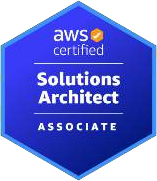 aws
certified
Solutions
Architect
ASSOCIATE